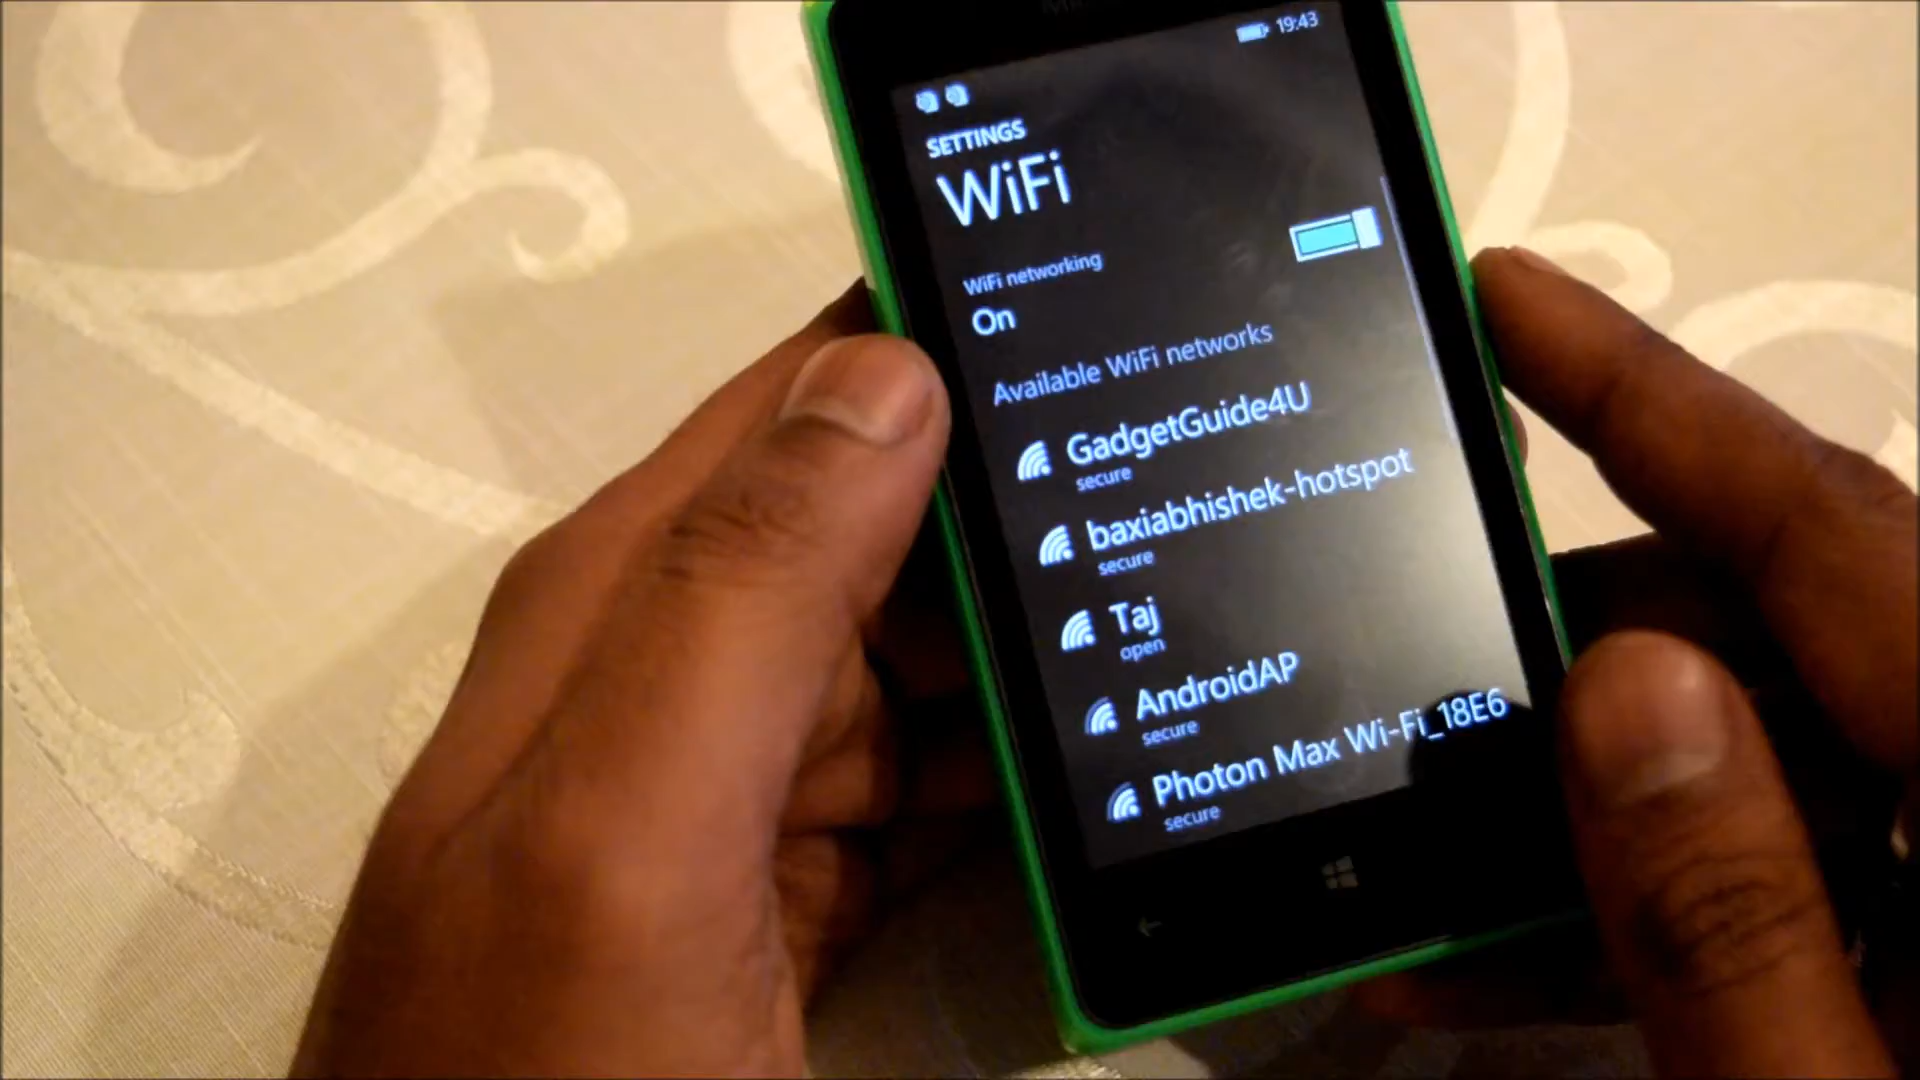 19:43
SETTINGS
WiFi
WiFi networking
On
Available WiFi networks
GadgetGuide4U
secure
baxiabhishek-hotspot
secure
Taj
open
AndroidAP
secure
Photon Max Wi-Fi_18E6
secure